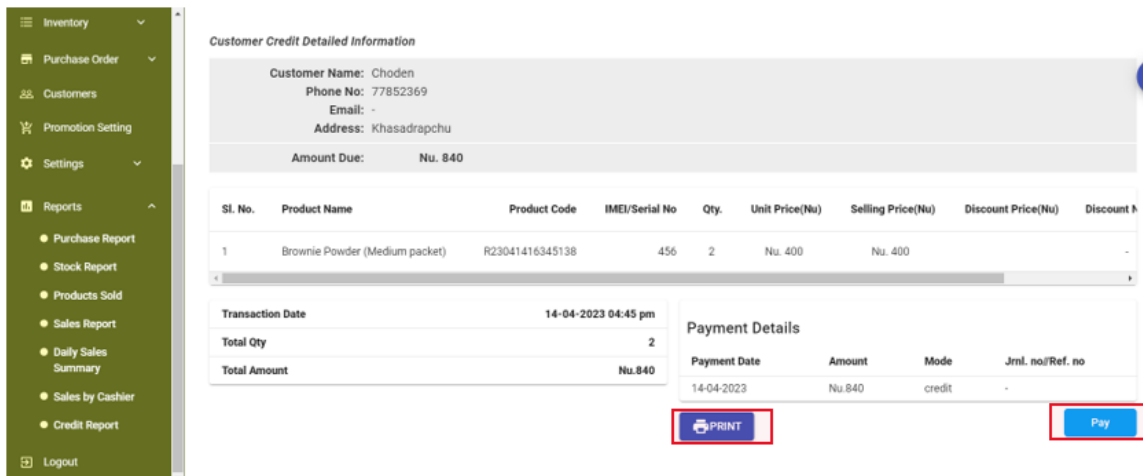 Inventory
Purchase Order
Customers
Promotion Setting
Settings
Reports
Purchase Report
Stock Report
Products Sold
Sales Report
Daily Sales
Summary
Sales by Cashier
Credit Report
Logout
Customer Credit Detailed Information
Customer Name: Choden
Phone No: 77852369
Email: -
Address: Khasadrapchu
Amount Due: Nu. 840
Sl. No. Product Name Product Code IMEI/Serial No Qty. Unit Price(Nu) Selling Price(Nu) Discount Price(Nu) Discount
1 Brownie Powder (Medium packet) R23041416345138 456 2 Nu. 400 Nu. 400 -
Transaction Date 14-04-2023 04:45 pm
Total Qty 2
Total Amount Nu.840
Payment Details
Payment Date Amount Mode Jrnl. no//Ref. no
14-04-2023 Nu.840 credit -
PRINT
Pay